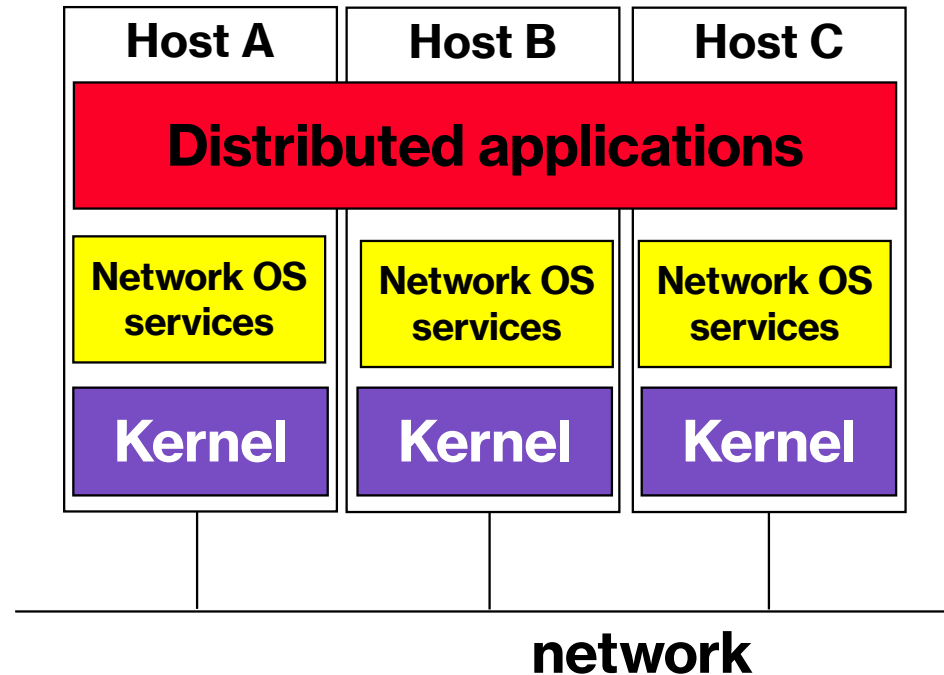 Host A
Host B
Host C
Distributed applications
Network OS
services
Network OS
services
Network OS
services
Kernel
Kernel
Kernel
network